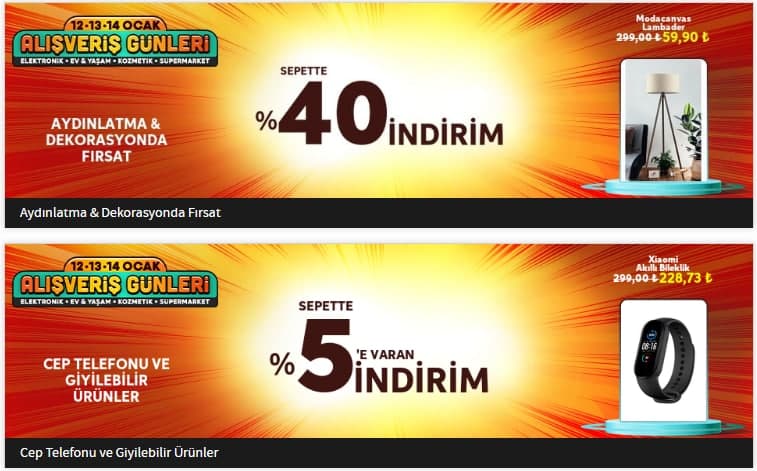 12-13-14 OCAK
ALIŞVERİŞ GÜNLERİ
ELEKTRONİK • EV & YAŞAM • KOZMETİK • SUPERMARKET
AYDINLATMA &
DEKORASYONDA
FIRSAT
SEPETTE
%40 İNDİRİM
Modacanvas
Lambader
299,00 ₺ 59,90 ₺
Aydınlatma & Dekorasyonda Fırsat
12-13-14 OCAK
ALIŞVERİŞ GÜNLERİ
ELEKTRONİK • EV & YAŞAM • KOZMETİK • SUPERMARKET
CEP TELEFONU VE
GİYİLEBİLİR
ÜRÜNLER
SEPETTE
%5'E VARAN
İNDİRİM
Xiaomi
Akıllı Bileklik
299,00 ₺ 228,73 ₺
08:16
Cep Telefonu ve Giyilebilir Ürünler